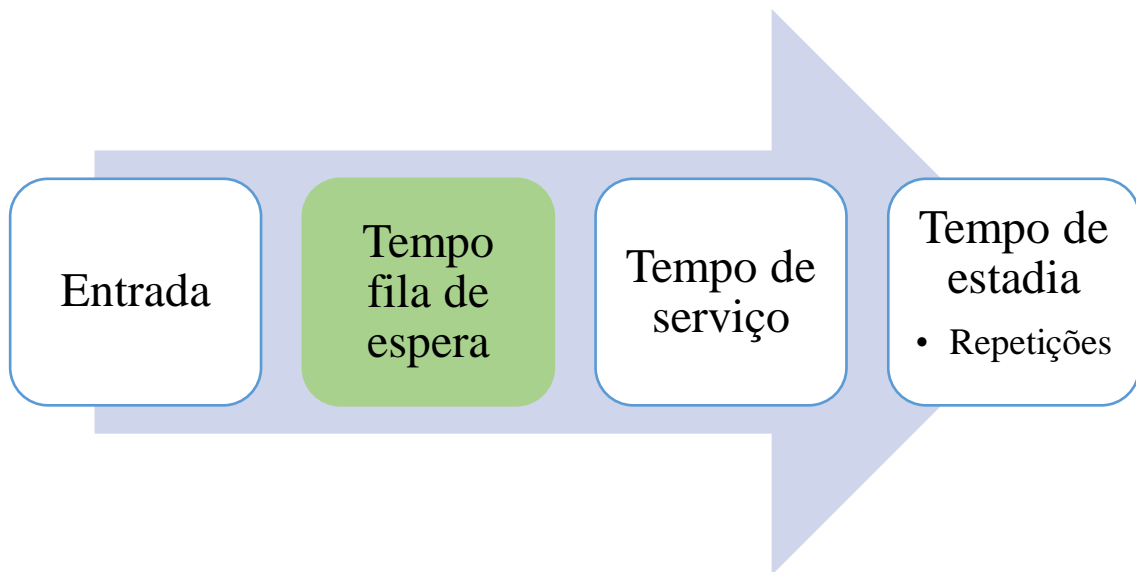 Entrada
Tempo
fila de
espera
Tempo de
serviço
Tempo de
estadia
• Repetições